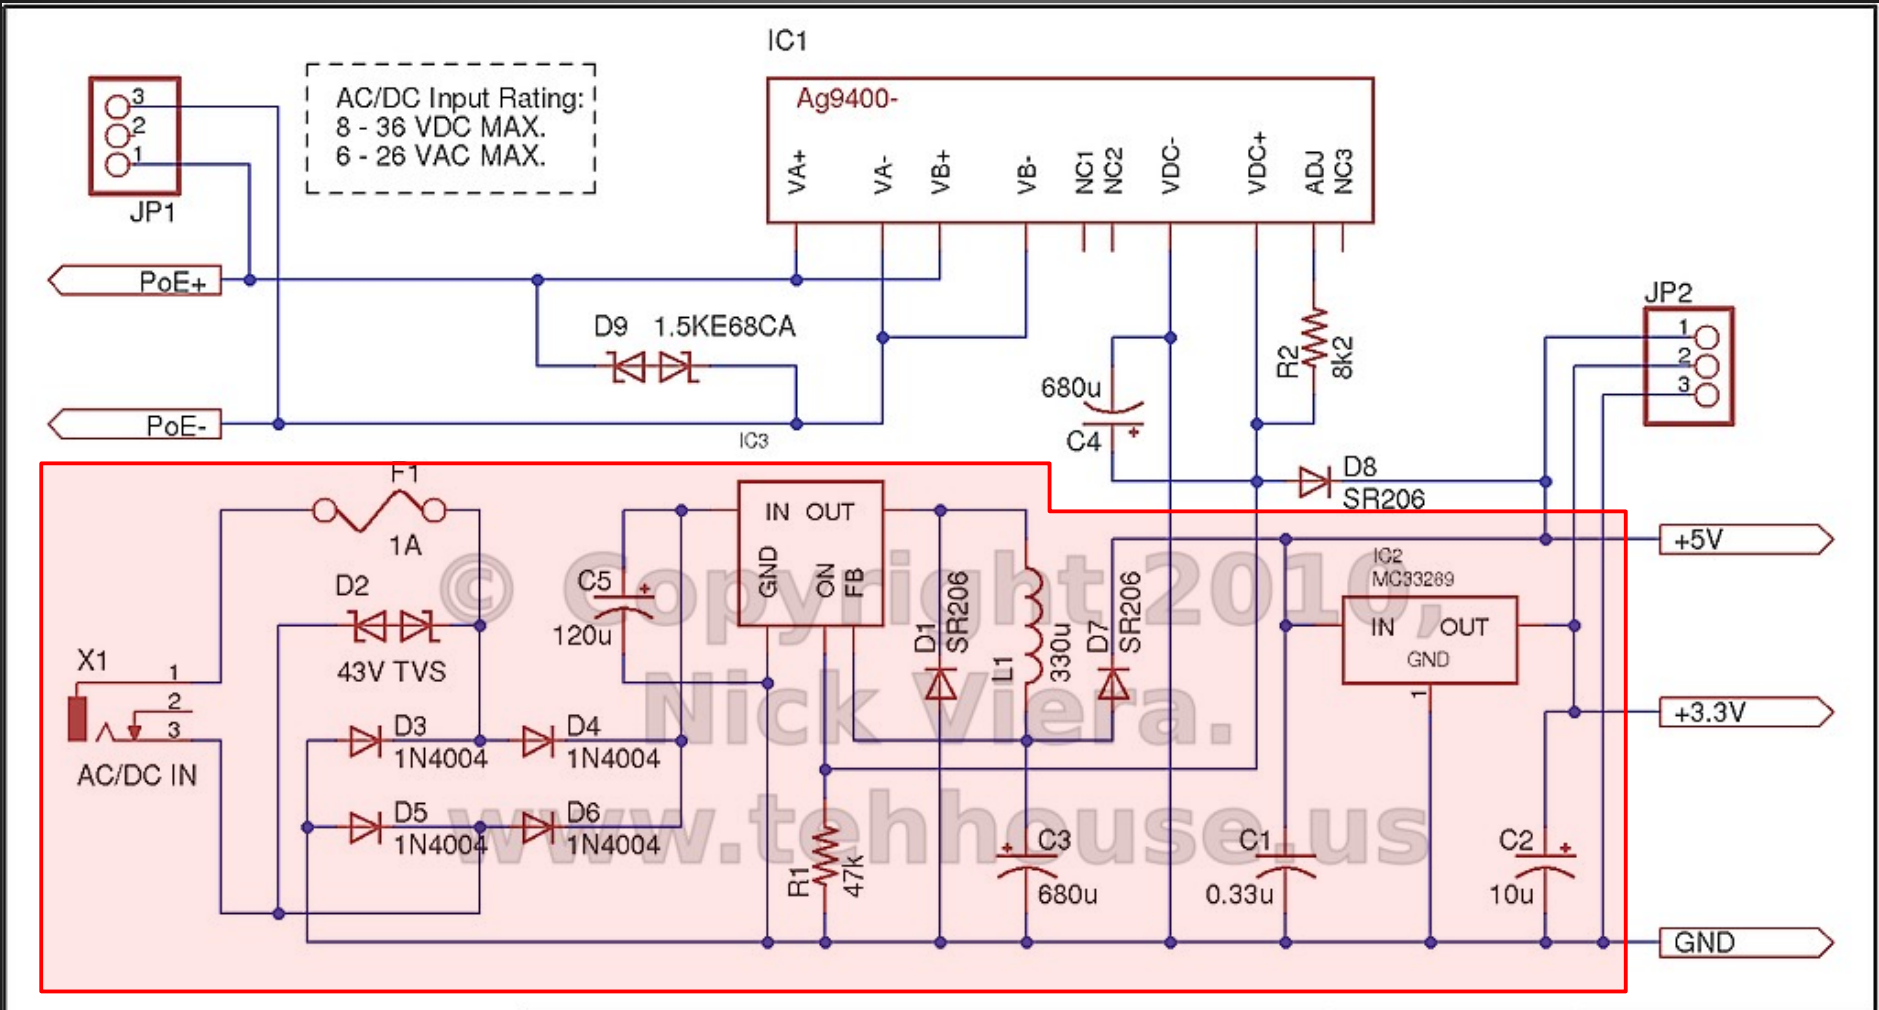 IC1
Ag9400-
VA+
VA-
VB+
VB-
NC1
NC2
VDC-
VDC+
ADJ
NC3
3
2
1
JP1
AC/DC Input Rating:
8 - 36 VDC MAX.
6 - 26 VAC MAX.
PoE+
D9 1.5KE68CA
PoE-
IC3
680u
C4
+
R2
8k2
JP2
1
2
3
D8
SR206
F1
1A
D2
43V TVS
X1
1
2
3
AC/DC IN
D3
1N4004
D4
1N4004
D5
1N4004
D6
1N4004
C5
+
120u
IN OUT
GND
ON
FB
D1
SR206
L1
330u
D7
SR206
R1
47k
+
C3
680u
IC2
MC33269
IN OUT
GND
1
C1
0.33u
C2
+
10u
+5V
+3.3V
GND
© Copyright 2010,
Nick Viera.
www.tehhouse.us